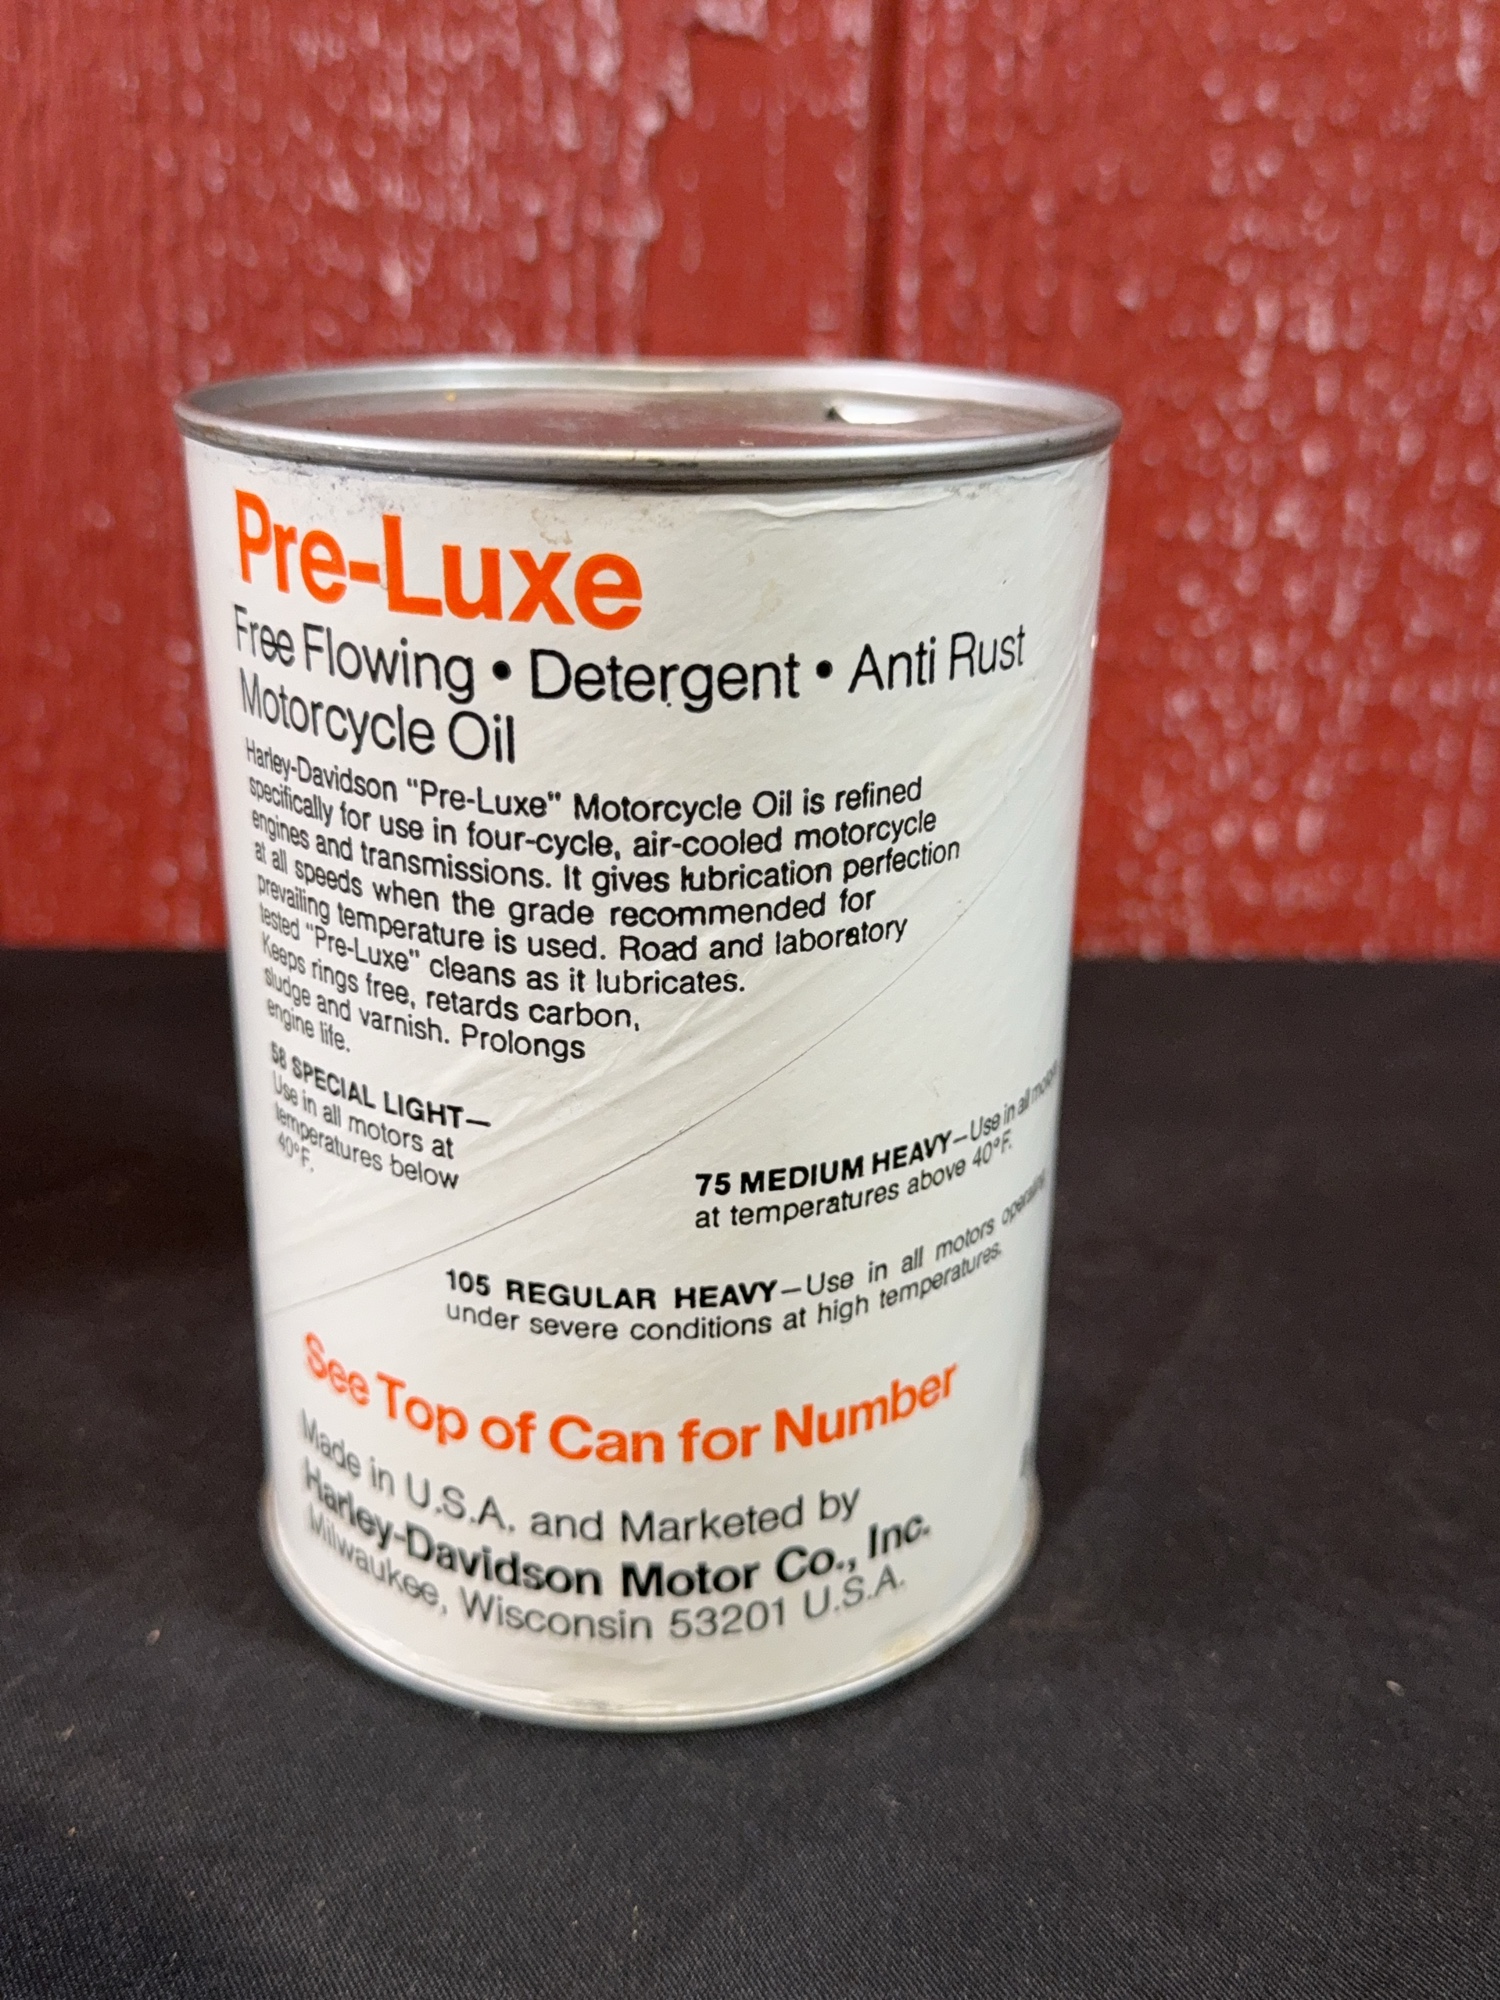 Pre-Luxe
Free Flowing • Detergent • Anti Rust
Motorcycle Oil
Harley-Davidson "Pre-Luxe" Motorcycle Oil is refined
specifically for use in four-cycle, air-cooled motorcycle
engines and transmissions. It gives lubrication perfection
at all speeds when the grade recommended for
prevailing temperature is used. Road and laboratory
tested "Pre-Luxe" cleans as it lubricates.
Keeps rings free, retards carbon,
sludge and varnish. Prolongs
engine life.
58 SPECIAL LIGHT—
Use in all motors at
temperatures below
40°F.
75 MEDIUM HEAVY—Use in all motors
at temperatures above 40°F.
105 REGULAR HEAVY—Use in all motors operating
under severe conditions at high temperatures.
See Top of Can for Number
Made in U.S.A. and Marketed by
Harley-Davidson Motor Co., Inc.
Milwaukee, Wisconsin 53201 U.S.A.